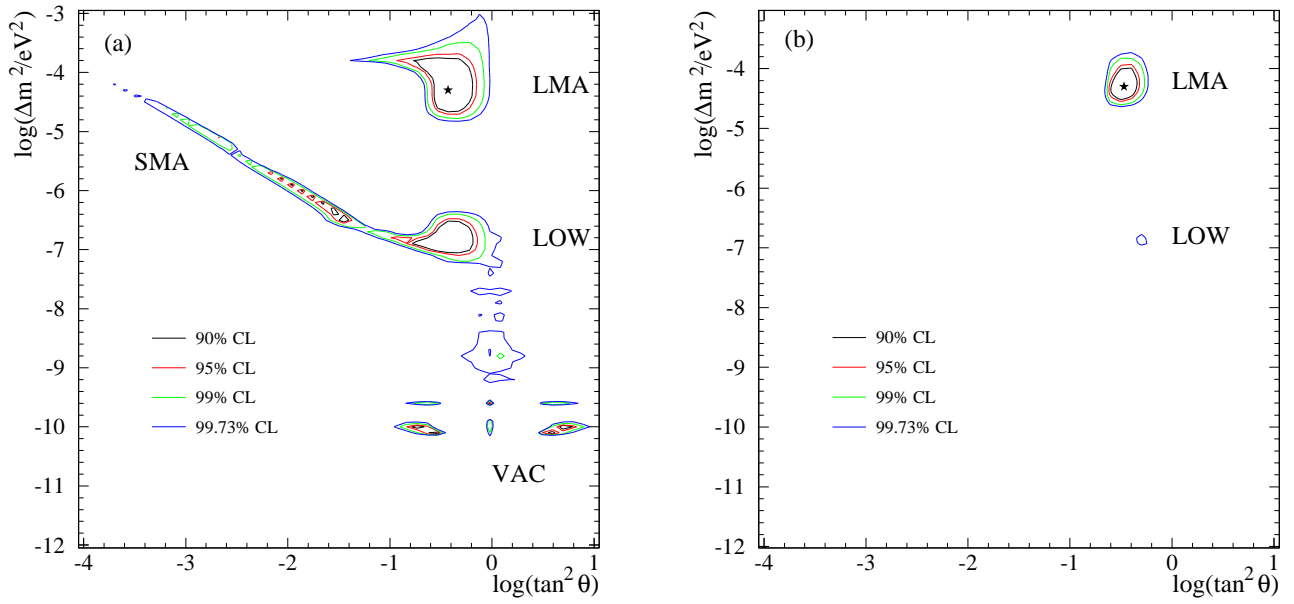 log(Δm²/eV²)
-3
-4
-5
-6
-7
-8
-9
-10
-11
-12
(a)
LMA
SMA
LOW
90% CL
95% CL
99% CL
99.73% CL
VAC
-4
-3
-2
-1
0
1
log(tan² θ)
log(Δm²/eV²)
-4
-5
-6
-7
-8
-9
-10
-11
-12
(b)
LMA
LOW
90% CL
95% CL
99% CL
99.73% CL
-4
-3
-2
-1
0
1
log(tan² θ)